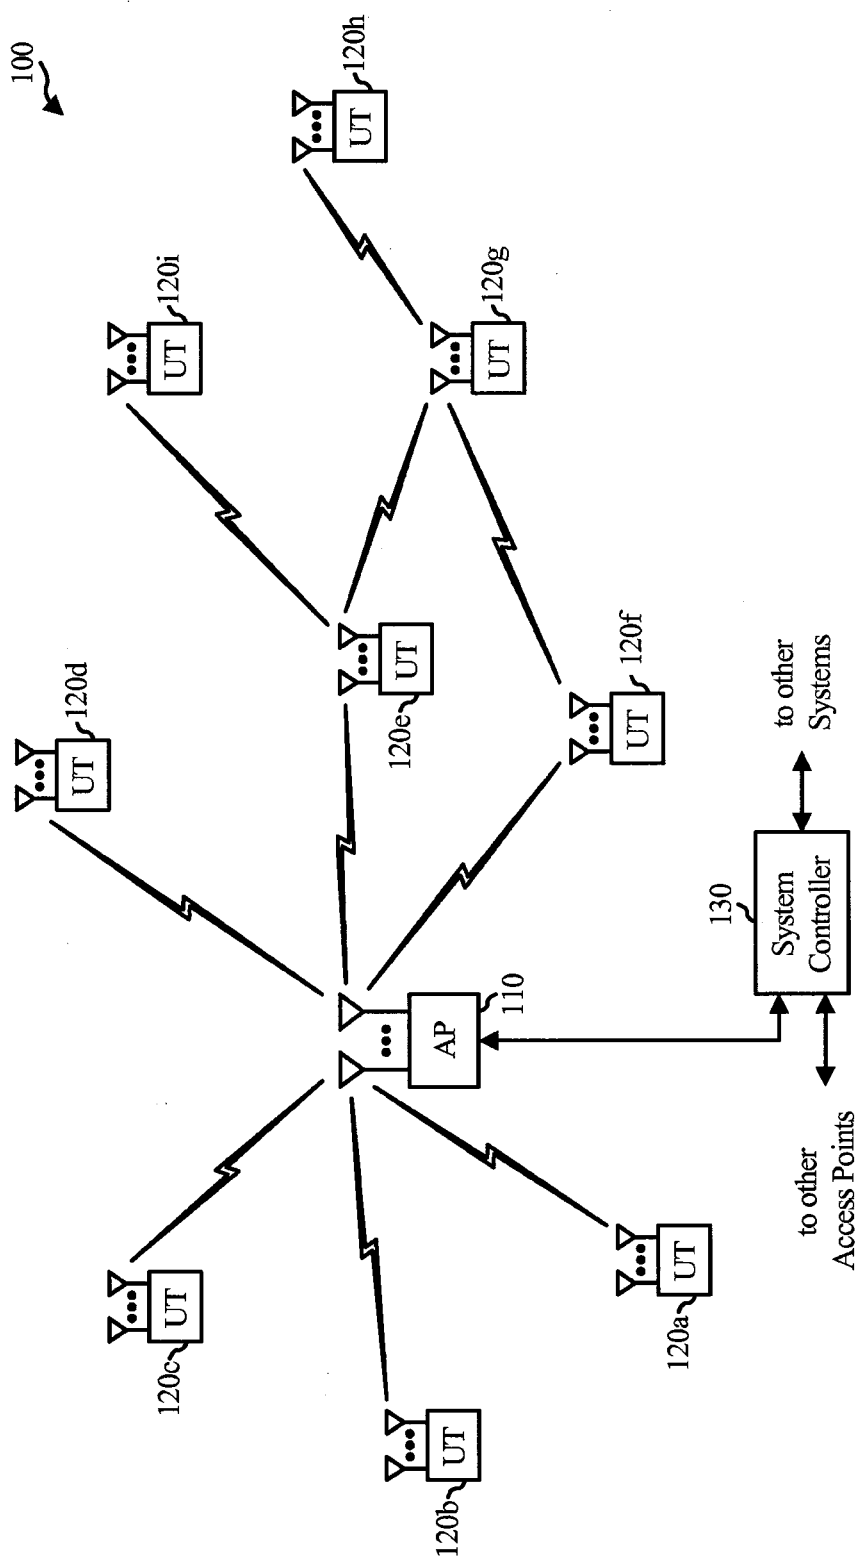 100
UT
120h
UT
120i
UT
120g
UT
120d
UT
120e
UT
120f
AP
110
UT
120c
UT
120b
UT
120a
130
System
Controller
to other
Systems
to other
Access Points